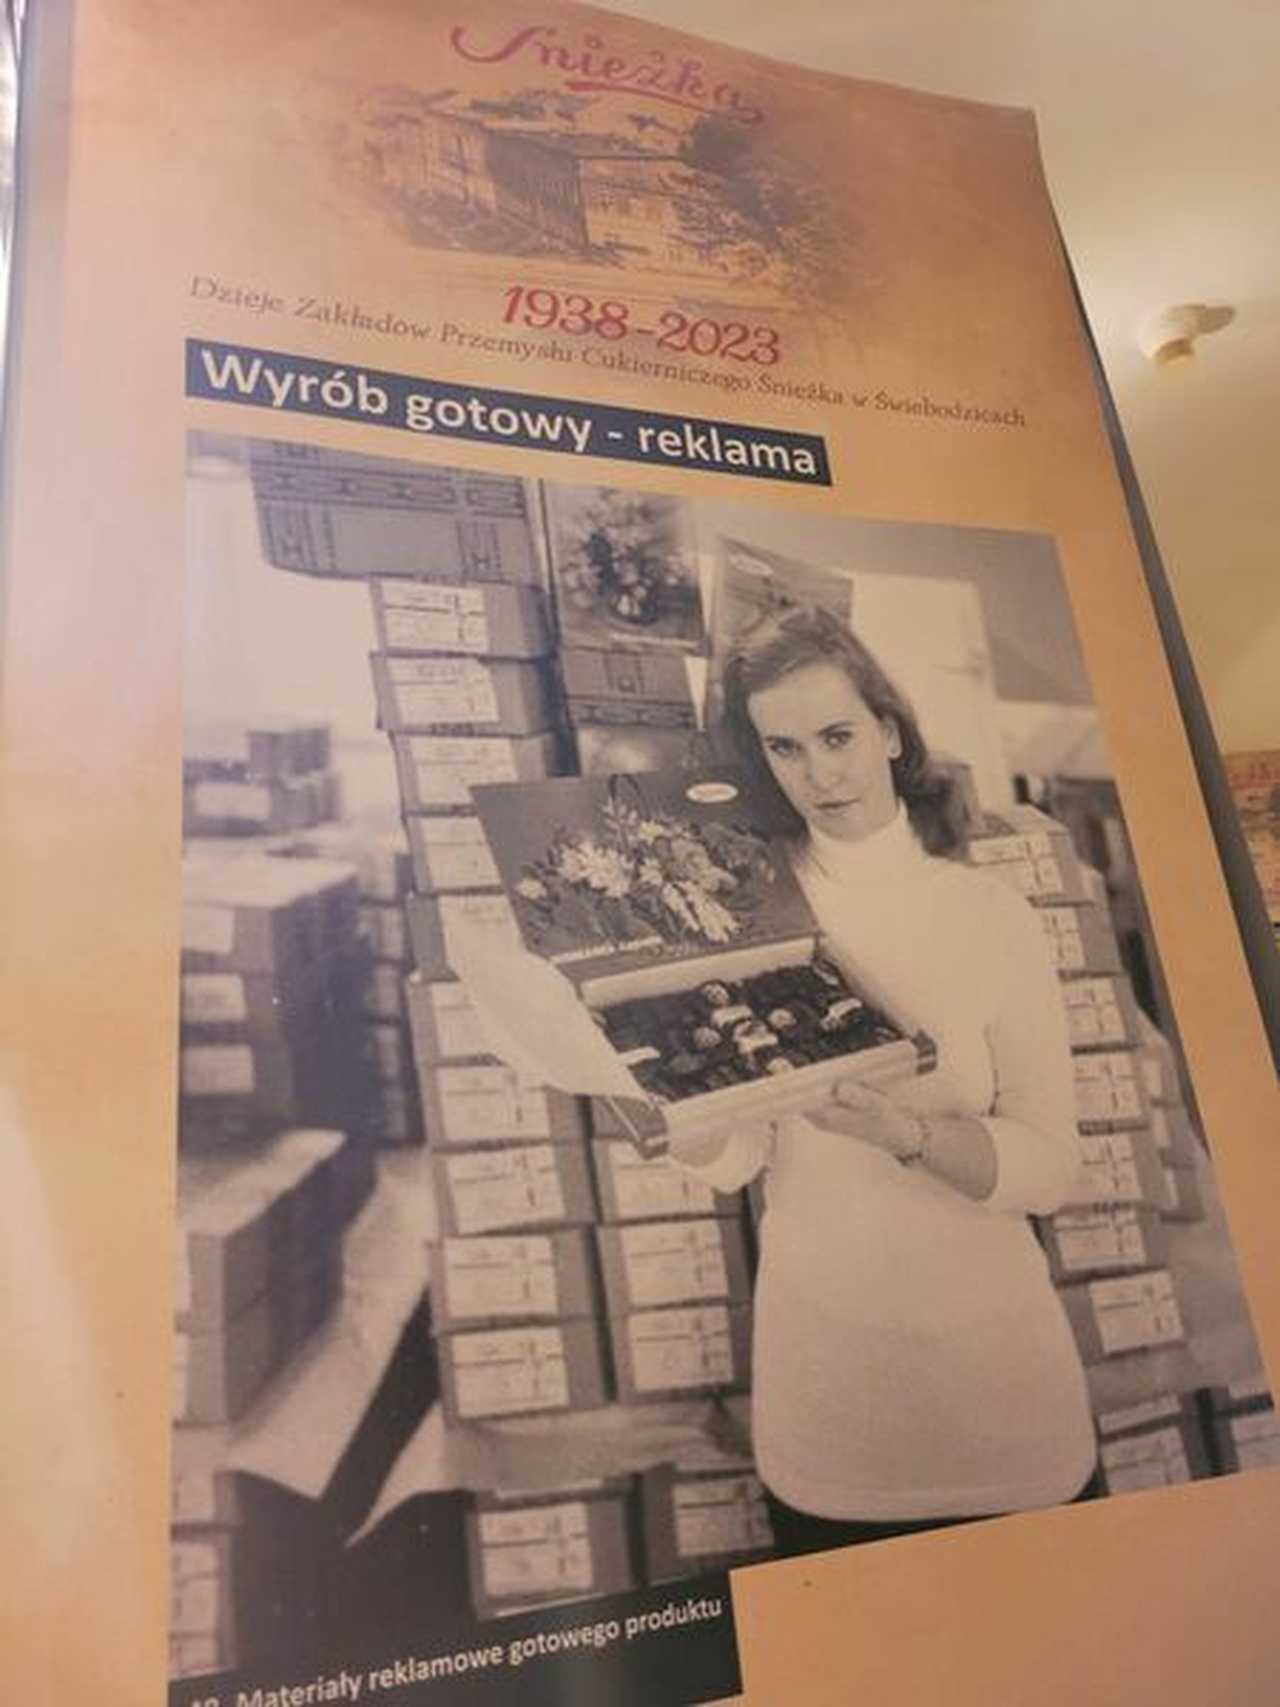 Śnieżka
1938-2023
Dzieje Zakładów Przemysłu Cukierniczego Śnieżka w Świebodzicach
Wyrób gotowy - reklama
Materiały reklamowe gotowego produktu